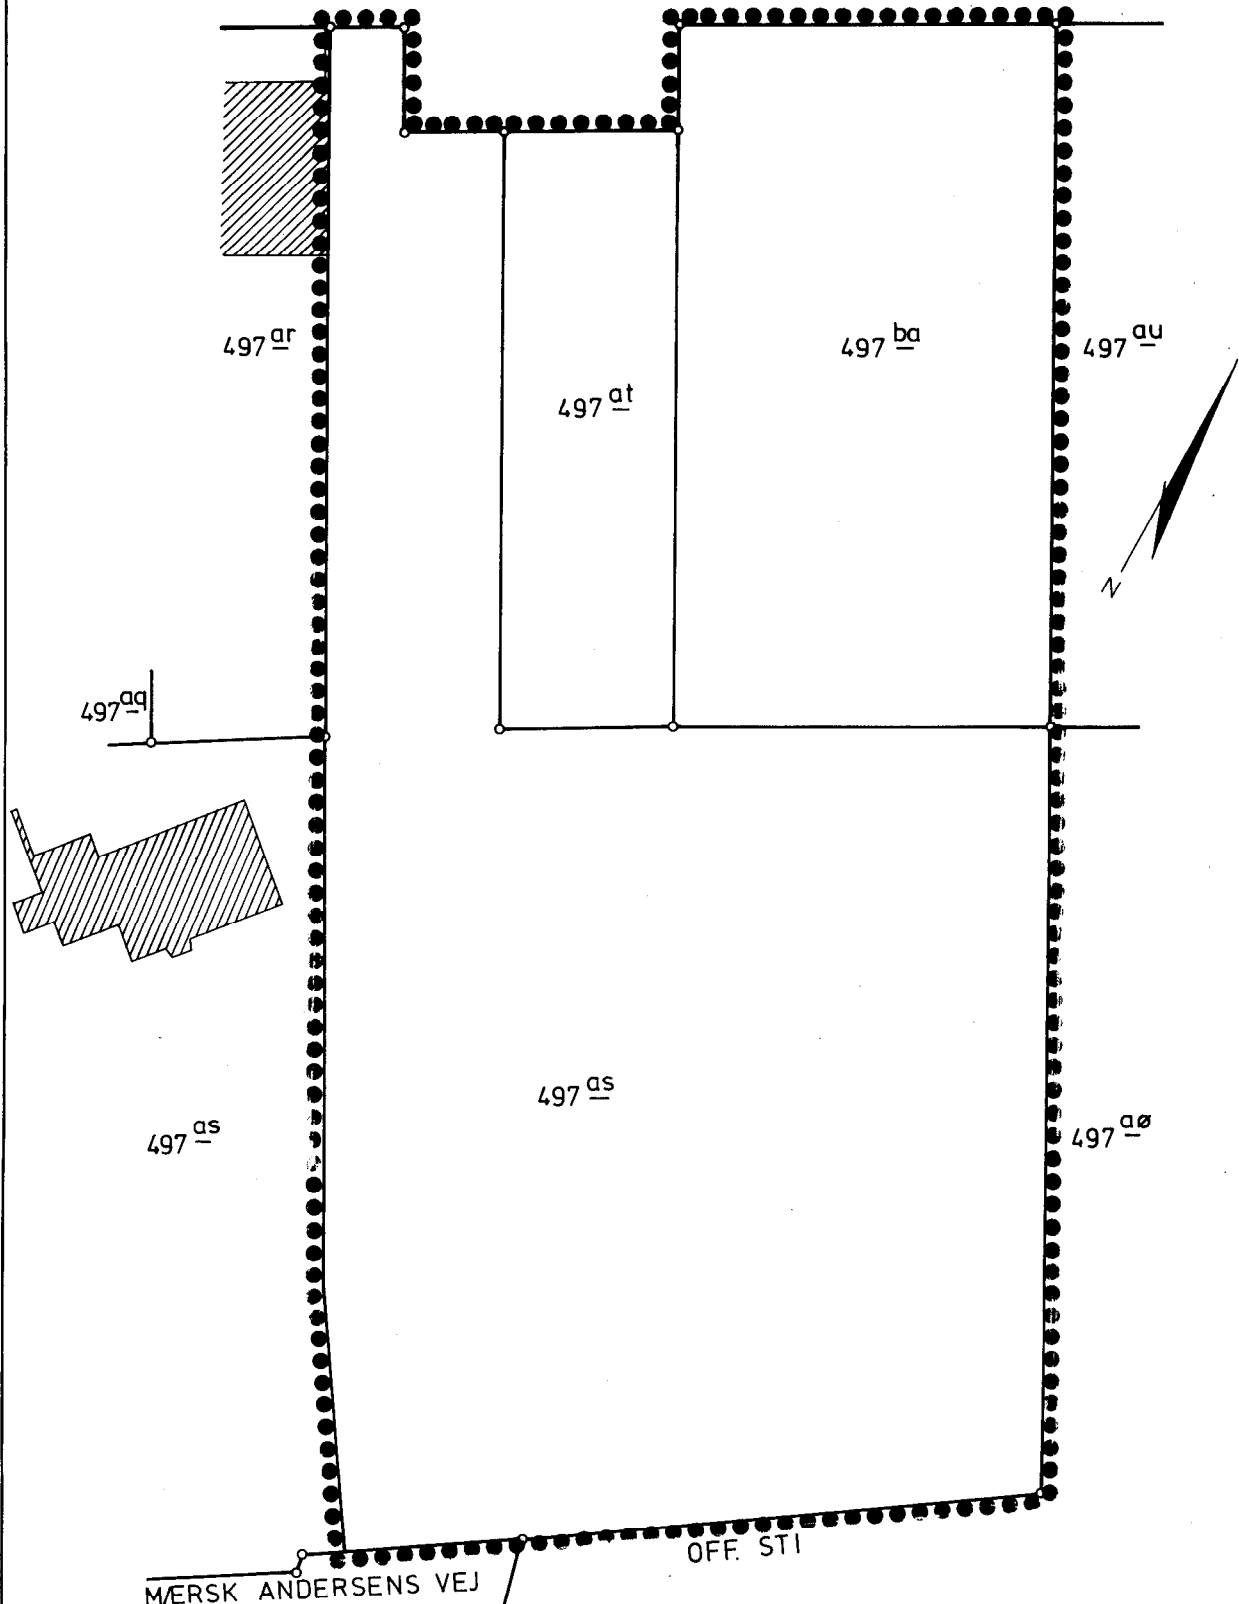 497 ar
497 ba
497 au
497 at
N
497 aq
497 as
497 as
497 aø
OFF. STI
MÆRSK ANDERSENS VEJ